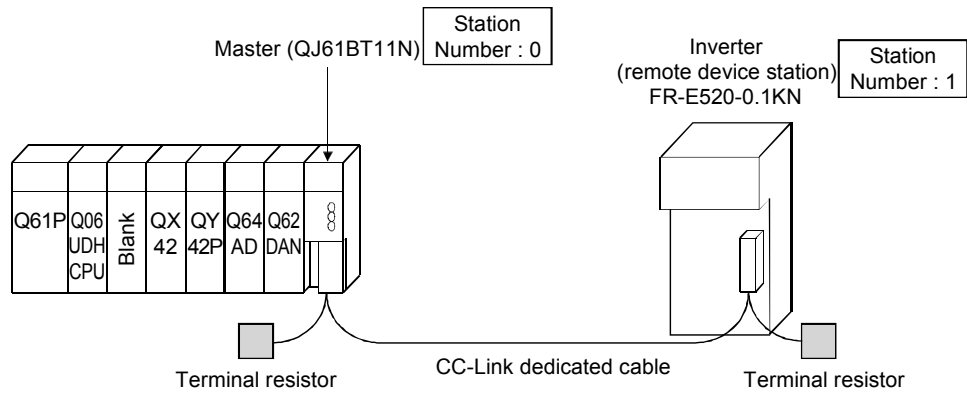 Master (QJ61BT11N)
Station
Number : 0
Inverter
(remote device station)
FR-E520-0.1KN
Station
Number : 1
Q61P
Q06
UDH
CPU
Blank
QX
42
QY
42P
Q64
AD
Q62
DAN
CC-Link dedicated cable
Terminal resistor
Terminal resistor